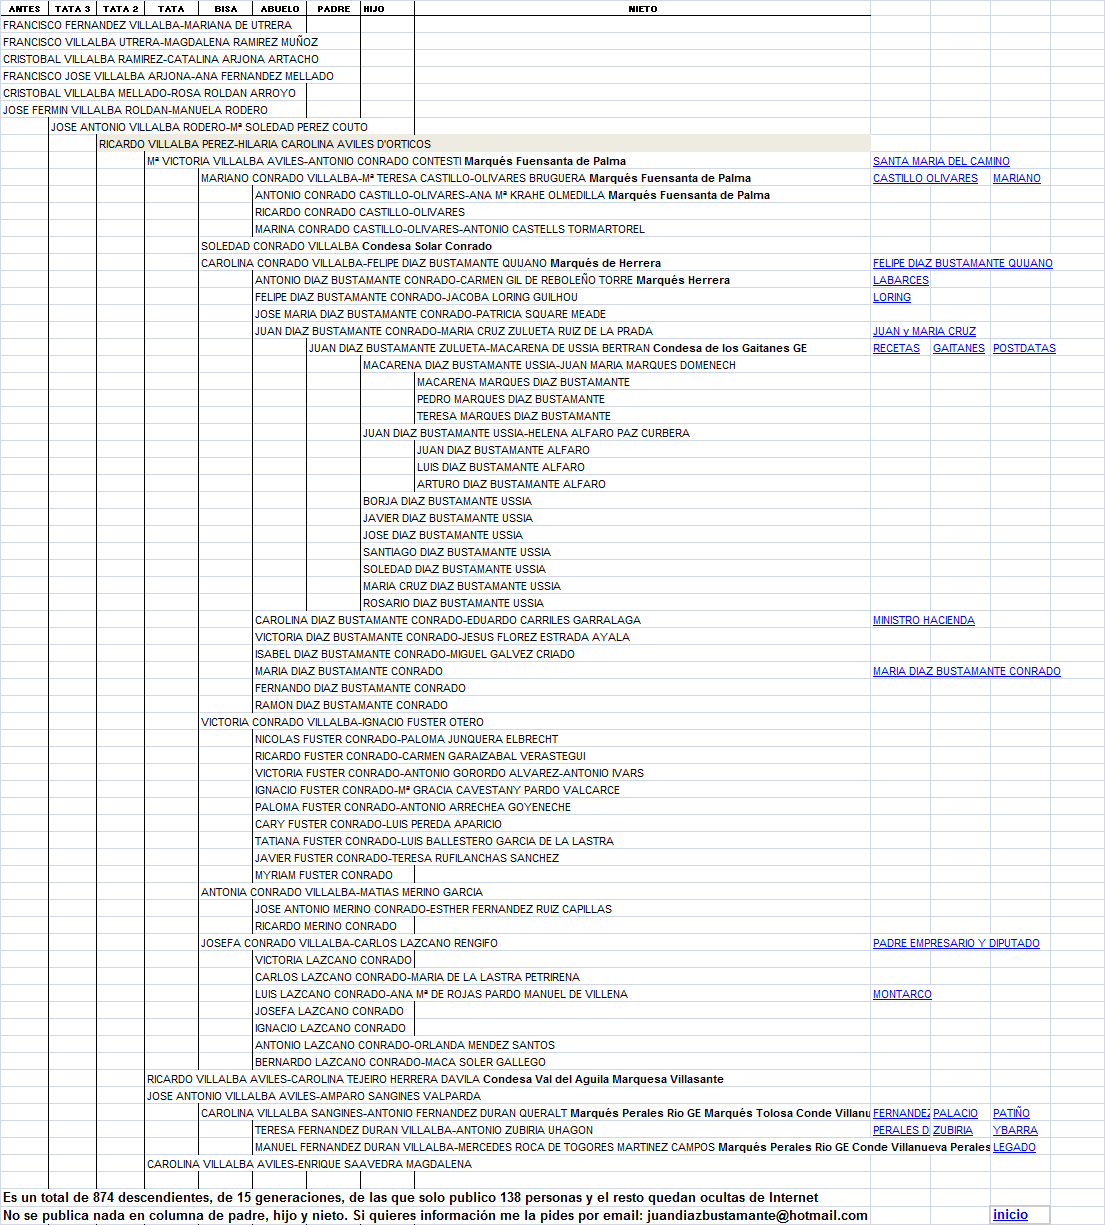 ANTES TATA 3 TATA 2 TATA BISA ABUELO PADRE HIJO NIETO
FRANCISCO FERNANDEZ VILLALBA-MARIANA DE UTRERA
FRANCISCO VILLALBA UTRERA-MAGDALENA RAMIREZ MUÑOZ
CRISTOBAL VILLALBA RAMIREZ-CATALINA ARJONA ARTACHO
FRANCISCO JOSE VILLALBA ARJONA-ANA FERNANDEZ MELLADO
CRISTOBAL VILLALBA MELLADO-ROSA ROLDAN ARROYO
JOSE FERMIN VILLALBA ROLDAN-MANUELA RODERO
JOSE ANTONIO VILLALBA RODERO-Mª SOLEDAD PEREZ COUTO
RICARDO VILLALBA PEREZ-HILARIA CAROLINA AVILES D'ORTICOS
Mª VICTORIA VILLALBA AVILES-ANTONIO CONRADO CONTESTI Marqués Fuensanta de Palma SANTA MARIA DEL CAMINO
MARIANO CONRADO VILLALBA-Mª TERESA CASTILLO-OLIVARES BRUGUERA Marqués Fuensanta de Palma CASTILLO OLIVARES MARIANO
ANTONIO CONRADO CASTILLO-OLIVARES-ANA Mª KRAHE OLMEDILLA Marqués Fuensanta de Palma
RICARDO CONRADO CASTILLO-OLIVARES
MARINA CONRADO CASTILLO-OLIVARES-ANTONIO CASTELLS TORMARTOREL
SOLEDAD CONRADO VILLALBA Condesa Solar Conrado
CAROLINA CONRADO VILLALBA-FELIPE DIAZ BUSTAMANTE QUIJANO Marqués de Herrera FELIPE DIAZ BUSTAMANTE QUIJANO
ANTONIO DIAZ BUSTAMANTE CONRADO-CARMEN GIL DE REBOLEÑO TORRE Marqués Herrera LABARCES
FELIPE DIAZ BUSTAMANTE CONRADO-JACOBA LORING GUILHOU LORING
JOSE MARIA DIAZ BUSTAMANTE CONRADO-PATRICIA SQUARE MEADE
JUAN DIAZ BUSTAMANTE CONRADO-MARIA CRUZ ZULUETA RUIZ DE LA PRADA JUAN y MARIA CRUZ
JUAN DIAZ BUSTAMANTE ZULUETA-MACARENA DE USSIA BERTRAN Condesa de los Gaitanes GE RECETAS GAITANES POSTDATAS
MACARENA DIAZ BUSTAMANTE USSIA-JUAN MARIA MARQUES DOMENECH
MACARENA MARQUES DIAZ BUSTAMANTE
PEDRO MARQUES DIAZ BUSTAMANTE
TERESA MARQUES DIAZ BUSTAMANTE
JUAN DIAZ BUSTAMANTE USSIA-HELENA ALFARO PAZ CURBERA
JUAN DIAZ BUSTAMANTE ALFARO
LUIS DIAZ BUSTAMANTE ALFARO
ARTURO DIAZ BUSTAMANTE ALFARO
BORJA DIAZ BUSTAMANTE USSIA
JAVIER DIAZ BUSTAMANTE USSIA
JOSE DIAZ BUSTAMANTE USSIA
SANTIAGO DIAZ BUSTAMANTE USSIA
SOLEDAD DIAZ BUSTAMANTE USSIA
MARIA CRUZ DIAZ BUSTAMANTE USSIA
ROSARIO DIAZ BUSTAMANTE USSIA
CAROLINA DIAZ BUSTAMANTE CONRADO-EDUARDO CARRILES GARRALAGA MINISTRO HACIENDA
VICTORIA DIAZ BUSTAMANTE CONRADO-JESUS FLOREZ ESTRADA AYALA
ISABEL DIAZ BUSTAMANTE CONRADO-MIGUEL GALVEZ CRIADO
MARIA DIAZ BUSTAMANTE CONRADO MARIA DIAZ BUSTAMANTE CONRADO
FERNANDO DIAZ BUSTAMANTE CONRADO
RAMON DIAZ BUSTAMANTE CONRADO
VICTORIA CONRADO VILLALBA-IGNACIO FUSTER OTERO
NICOLAS FUSTER CONRADO-PALOMA JUNQUERA ELBRECHT
RICARDO FUSTER CONRADO-CARMEN GARAIZABAL VERASTEGUI
VICTORIA FUSTER CONRADO-ANTONIO GORORDO ALVAREZ-ANTONIO IVARS
IGNACIO FUSTER CONRADO-Mª GRACIA CAVESTANY PARDO VALCARCE
PALOMA FUSTER CONRADO-ANTONIO ARRECHEA GOYENECHE
CARY FUSTER CONRADO-LUIS PEREDA APARICIO
TATIANA FUSTER CONRADO-LUIS BALLESTERO GARCIA DE LA LASTRA
JAVIER FUSTER CONRADO-TERESA RUFILANCHAS SANCHEZ
MYRIAM FUSTER CONRADO
ANTONIA CONRADO VILLALBA-MATIAS MERINO GARCIA
JOSE ANTONIO MERINO CONRADO-ESTHER FERNANDEZ RUIZ CAPILLAS
RICARDO MERINO CONRADO
JOSEFA CONRADO VILLALBA-CARLOS LAZCANO RENGIFO PADRE EMPRESARIO Y DIPUTADO
VICTORIA LAZCANO CONRADO
CARLOS LAZCANO CONRADO-MARIA DE LA LASTRA PETRIRENA
LUIS LAZCANO CONRADO-ANA Mª DE ROJAS PARDO MANUEL DE VILLENA MONTARCO
JOSEFA LAZCANO CONRADO
IGNACIO LAZCANO CONRADO
ANTONIO LAZCANO CONRADO-ORLANDA MENDEZ SANTOS
BERNARDO LAZCANO CONRADO-MACA SOLER GALLEGO
RICARDO VILLALBA AVILES-CAROLINA TEJEIRO HERRERA DAVILA Condesa Val del Aguila Marquesa Villasante
JOSE ANTONIO VILLALBA AVILES-AMPARO SANGINES VALPARDA
CAROLINA VILLALBA SANGINES-ANTONIO FERNANDEZ DURAN QUERALT Marqués Perales Rio GE Marqués Tolosa Conde Villanu FERNANDEZ PALACIO PATIÑO
TERESA FERNANDEZ DURAN VILLALBA-ANTONIO ZUBIRIA UHAGON PERALES D ZUBIRIA YBARRA
MANUEL FERNANDEZ DURAN VILLALBA-MERCEDES ROCA DE TOGORES MARTINEZ CAMPOS Marqués Perales Rio GE Conde Villanueva Perales LEGADO
CAROLINA VILLALBA AVILES-ENRIQUE SAAVEDRA MAGDALENA
Es un total de 874 descendientes, de 15 generaciones, de las que solo publico 138 personas y el resto quedan ocultas de Internet
No se publica nada en columna de padre, hijo y nieto. Si quieres información me la pides por email: juandiazbustamante@hotmail.com inicio